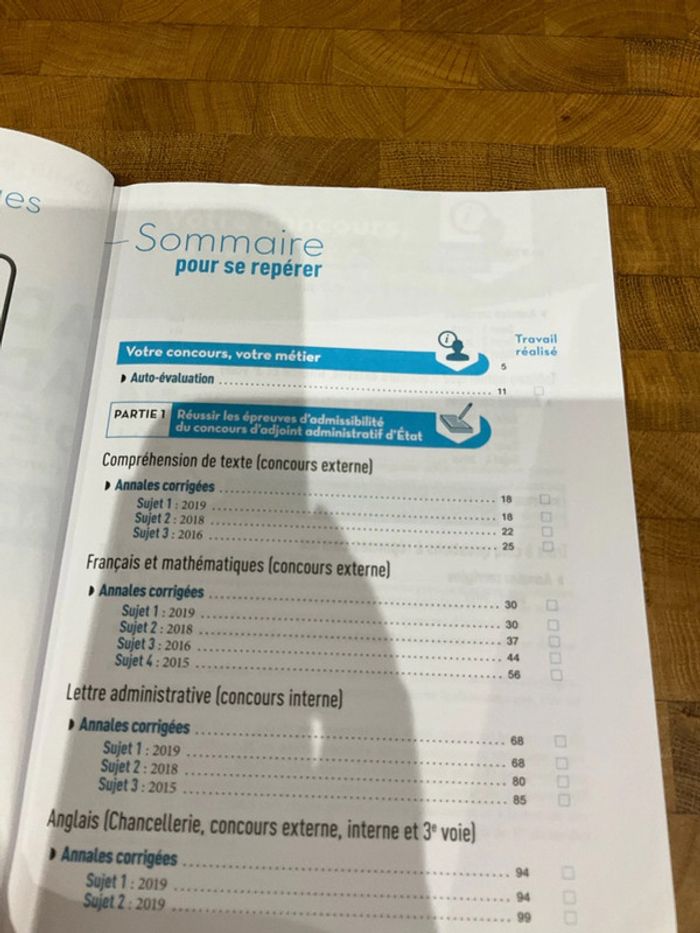 es
Sommaire
pour se repérer
Travail
réalisé
Votre concours, votre métier 5
Auto-évaluation 11
PARTIE 1 Réussir les épreuves d'admissibilité
du concours d'adjoint administratif d'État
Compréhension de texte (concours externe)
Annales corrigées 18
Sujet 1 : 2019 18
Sujet 2 : 2018 22
Sujet 3 : 2016 25
Français et mathématiques (concours externe)
Annales corrigées 30
Sujet 1 : 2019 30
Sujet 2 : 2018 37
Sujet 3 : 2016 44
Sujet 4 : 2015 56
Lettre administrative (concours interne)
Annales corrigées 68
Sujet 1 : 2019 68
Sujet 2 : 2018 80
Sujet 3 : 2015 85
Anglais (Chancellerie, concours externe, interne et 3e voie)
Annales corrigées 94
Sujet 1 : 2019 94
Sujet 2 : 2019 99